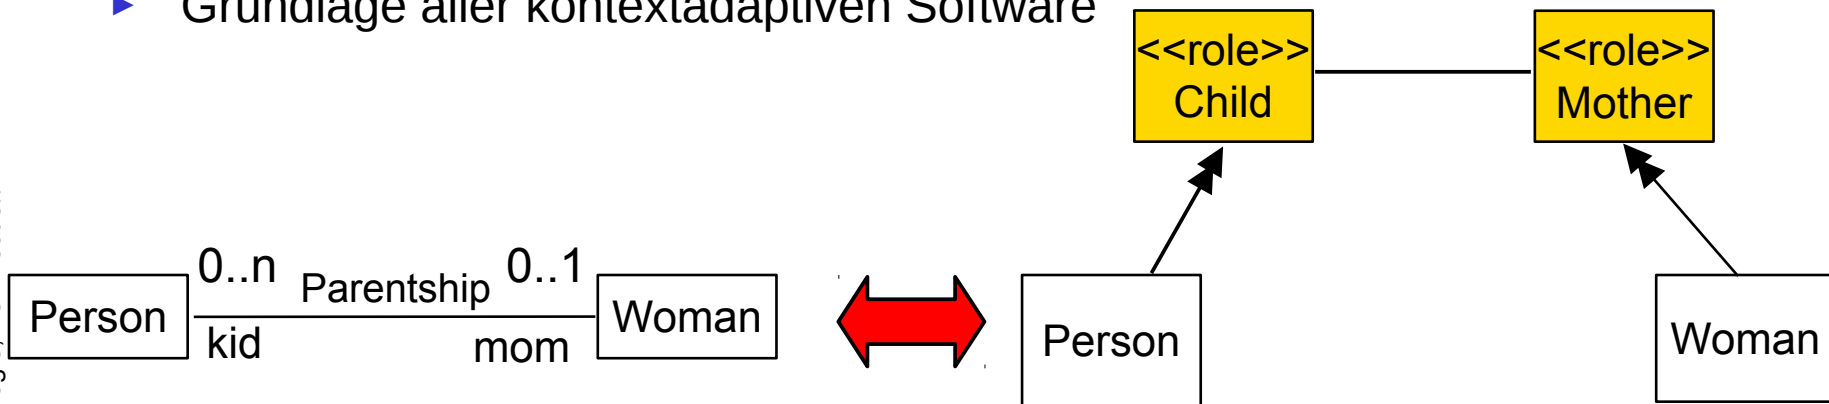 Grundlage aller kontextadaptiven Software
<<role>>
Child
<<role>>
Mother
0..n
Parentship
0..1
Person
Woman
kid
mom
Person
Woman